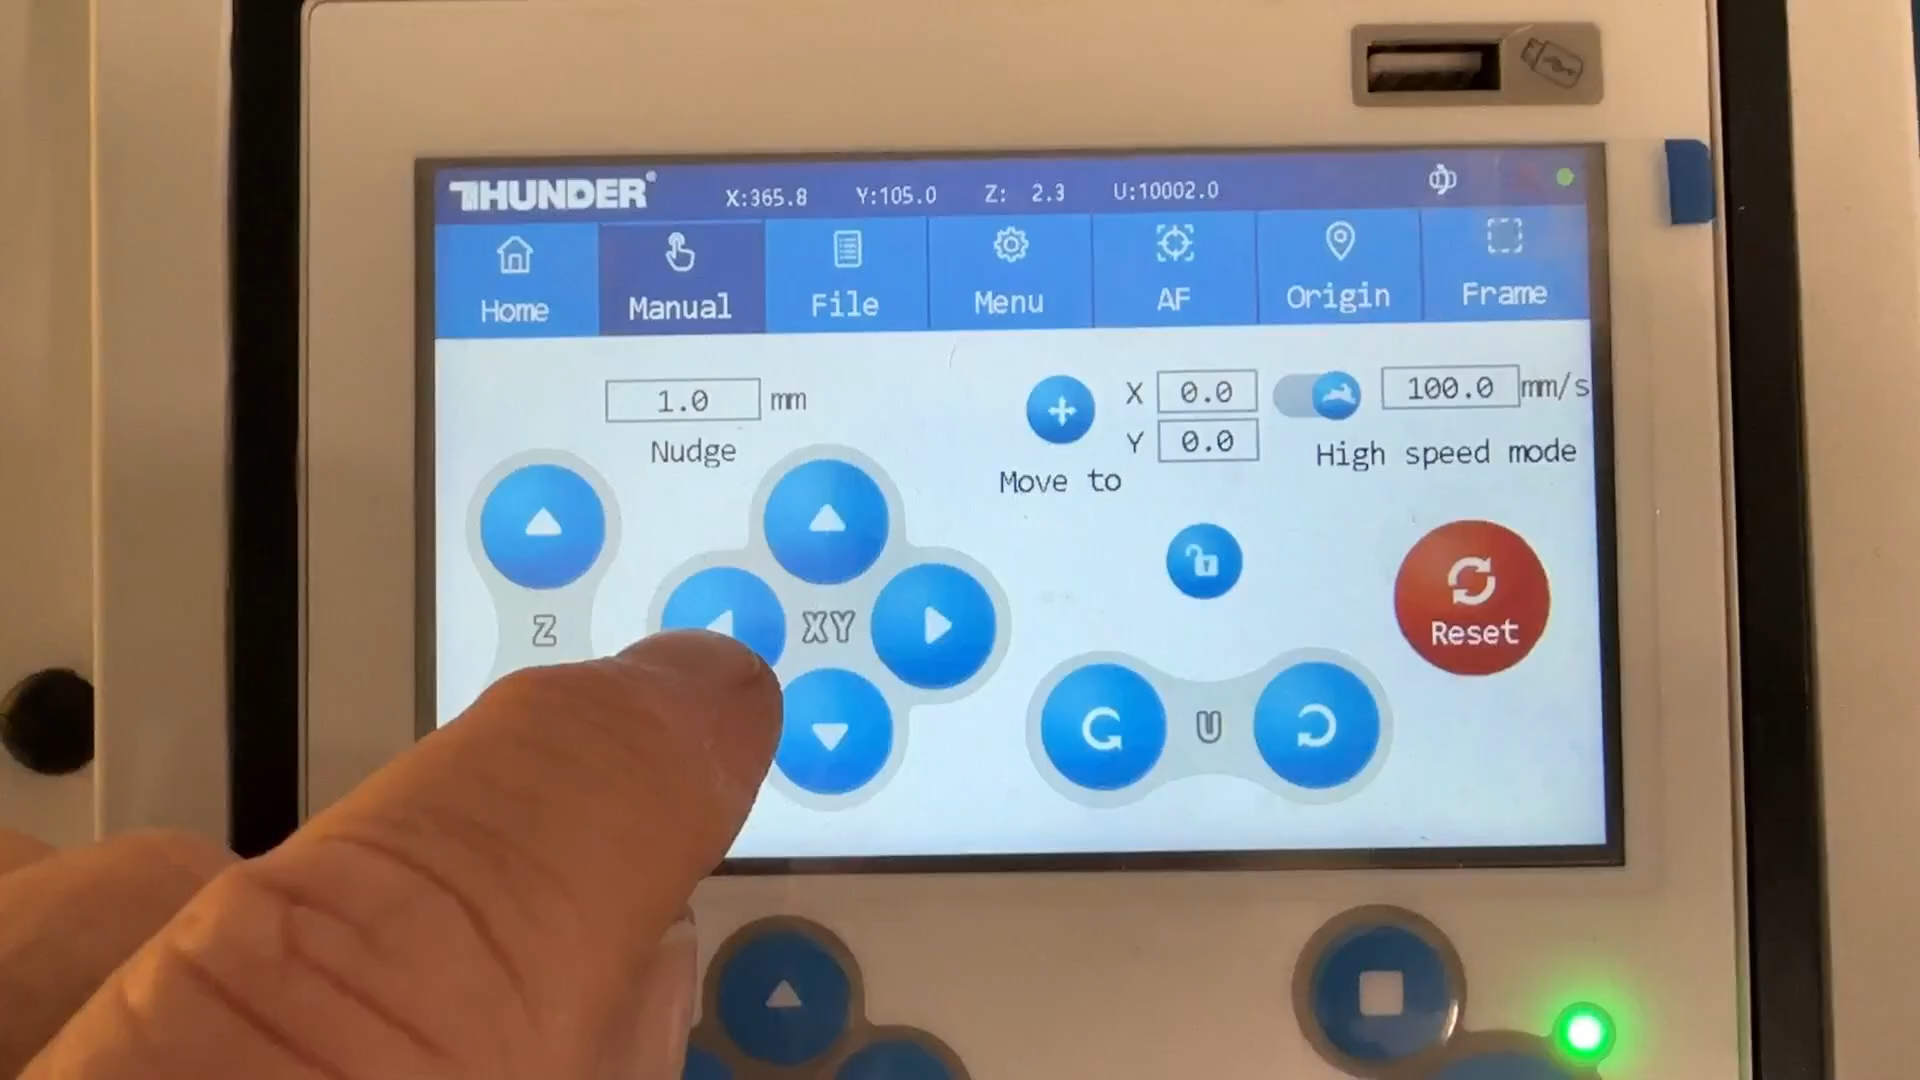 THUNDER® X:365.8 Y:105.0 Z: 2.3 U:10002.0
Home Manual File Menu AF Origin Frame
1.0 mm
Nudge
X 0.0
Y 0.0
Move to
100.0 mm/s
High speed mode
Z
XY
U
Reset